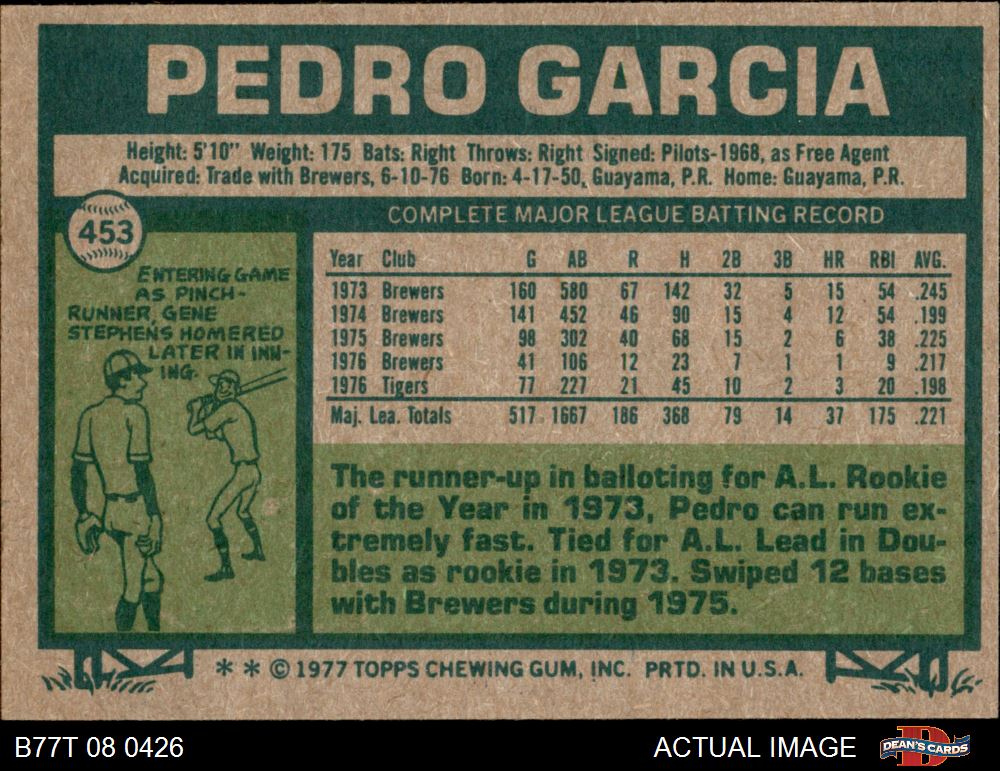 PEDRO GARCIA
Height: 5'10" Weight: 175 Bats: Right Throws: Right Signed: Pilots-1968, as Free Agent
Acquired: Trade with Brewers, 6-10-76 Born: 4-17-50, Guayama, P.R. Home: Guayama, P.R.
453
ENTERING GAME
AS PINCH-
RUNNER, GENE
STEPHENS HOMERED
LATER IN INN-
ING.
COMPLETE MAJOR LEAGUE BATTING RECORD
Year Club G AB R H 2B 3B HR RBI AVG.
1973 Brewers 160 580 67 142 32 5 15 54 .245
1974 Brewers 141 452 46 90 15 4 12 54 .199
1975 Brewers 98 302 40 68 15 2 6 38 .225
1976 Brewers 41 106 12 23 7 1 1 9 .217
1976 Tigers 77 227 21 45 10 2 3 20 .198
Maj. Lea. Totals 517 1667 186 368 79 14 37 175 .221
The runner-up in balloting for A.L. Rookie
of the Year in 1973, Pedro can run ex-
tremely fast. Tied for A.L. Lead in Dou-
bles as rookie in 1973. Swiped 12 bases
with Brewers during 1975.
* * © 1977 TOPPS CHEWING GUM, INC. PRTD. IN U.S.A.
B77T 08 0426
ACTUAL IMAGE
D
DEAN'S CARDS